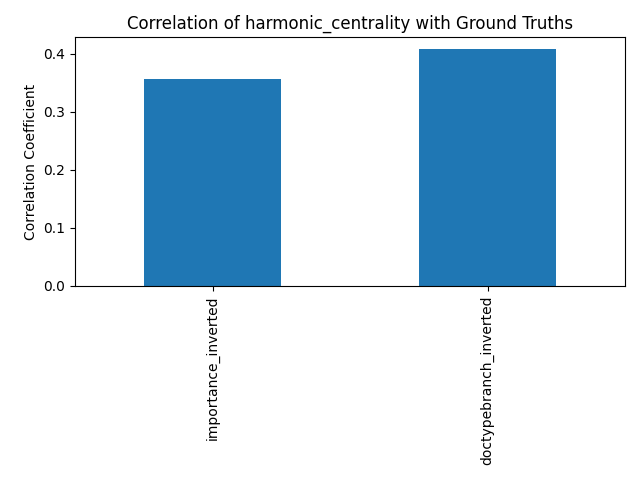 Correlation of harmonic_centrality with Ground Truths
Correlation Coefficient
0.4
0.3
0.2
0.1
0.0
importance_inverted
doctypebranch_inverted